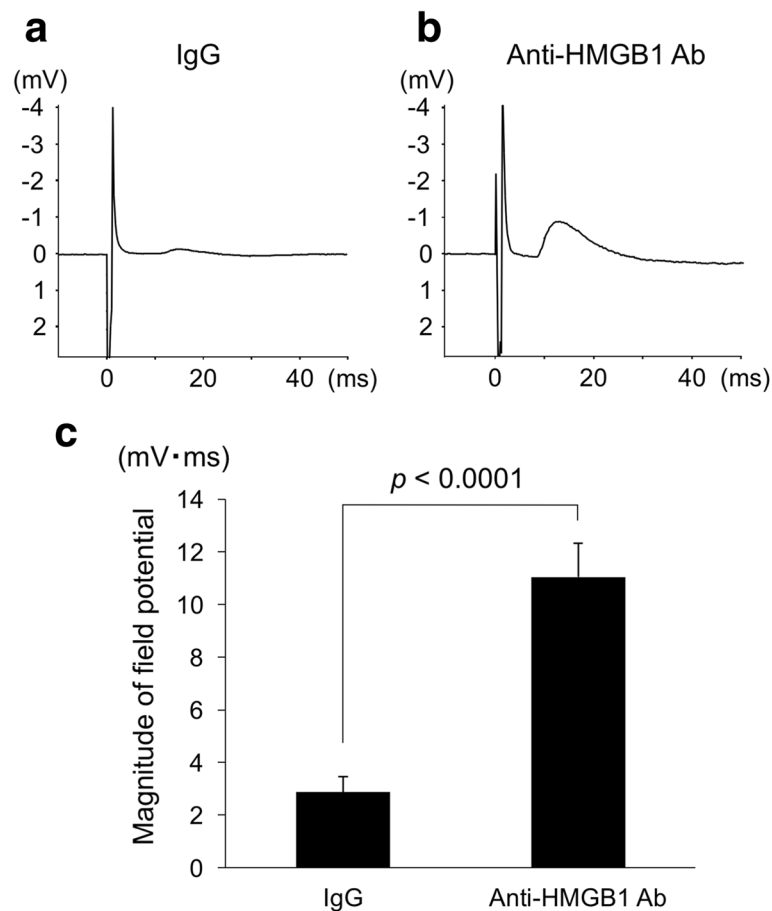 a
IgG
(mV)
-4
-3
-2
-1
0
1
2
0 20 40 (ms)
b
Anti-HMGB1 Ab
(mV)
-4
-3
-2
-1
0
1
2
0 20 40 (ms)
c
(mV・ms)
p < 0.0001
Magnitude of field potential
14
12
10
8
6
4
2
0
IgG Anti-HMGB1 Ab